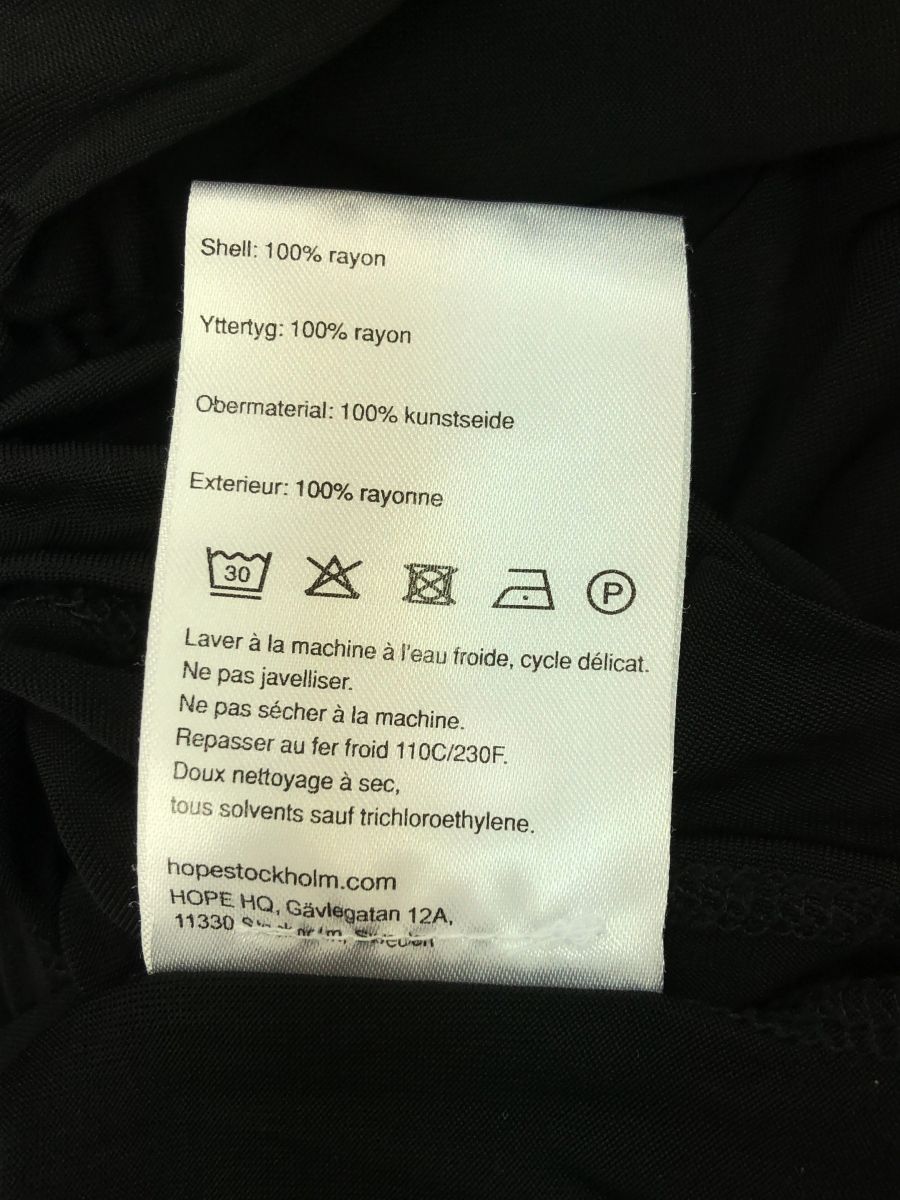 Shell: 100% rayon
Yttertyg: 100% rayon
Obermaterial: 100% kunstseide
Exterieur: 100% rayonne
30
P
Laver à la machine à l'eau froide, cycle délicat.
Ne pas javelliser.
Ne pas sécher à la machine.
Repasser au fer froid 110C/230F.
Doux nettoyage à sec,
tous solvents sauf trichloroethylene.
hopestockholm.com
HOPE HQ, Gävlegatan 12A,
11330